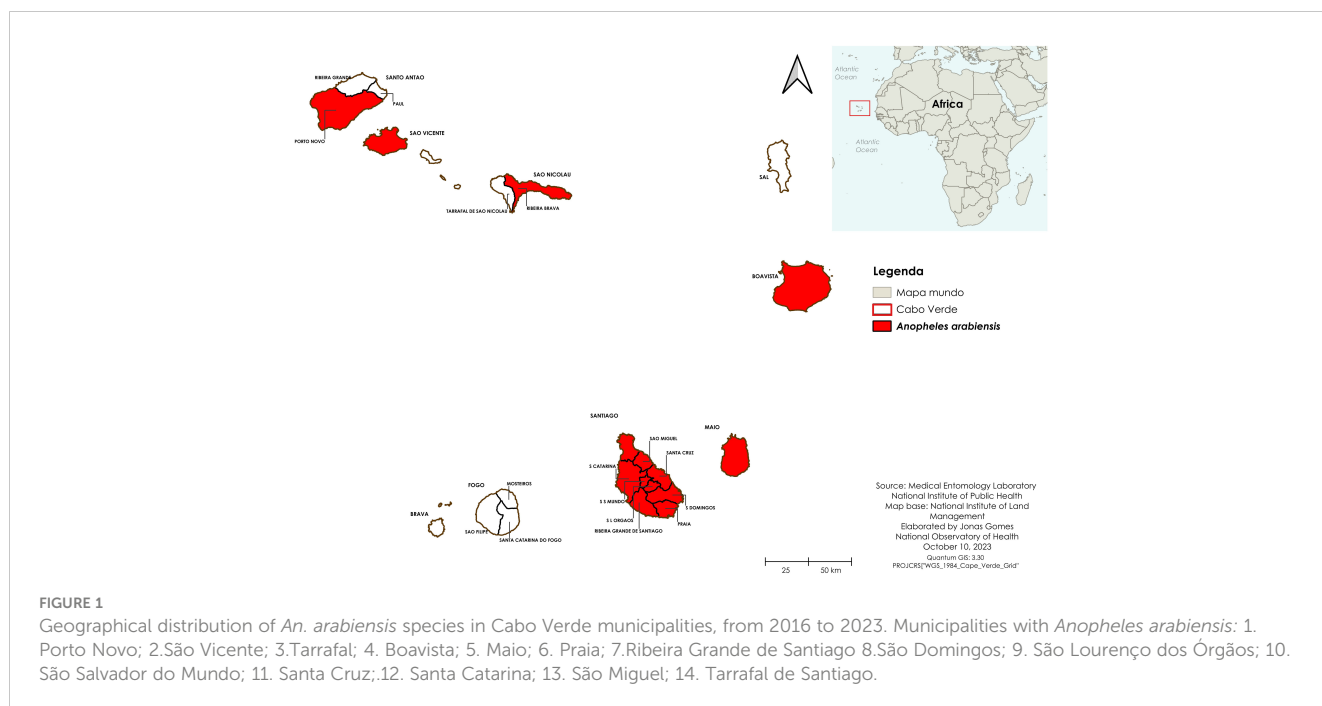 RIBEIRA GRANDE
SANTO ANTAO
PAUL
PORTO NOVO
SAO VICENTE
SAO NICOLAU
TARRAFAL DE SAO NICOLAU
RIBEIRA BRAVA
SAL
BOAVISTA
Atlantic
Ocean
Africa
Atlantic
Ocean
Legenda
Mapa mundo
Cabo Verde
Anopheles arabiensis
SANTIAGO
SAO MIGUEL
SANTA CRUZ
S CATARINA
S S MUNDO
S DOMINGOS
S L ORGAOS
PRAIA
RIBEIRA GRANDE DE SANTIAGO
MAIO
FOGO
MOSTEIROS
BRAVA
SAO FILIPE
SANTA CATARINA DO FOGO
25 50 km
Source: Medical Entomology Laboratory
National Institute of Public Health
Map base: National Institute of Land
Management
Elaborated by Jonas Gomes
National Observatory of Health
October 10, 2023
Quantum GIS: 3.30
PROJCRS["WGS_1984_Cape_Verde_Grid"
FIGURE 1
Geographical distribution of An. arabiensis species in Cabo Verde municipalities, from 2016 to 2023. Municipalities with Anopheles arabiensis: 1.
Porto Novo; 2.São Vicente; 3.Tarrafal; 4. Boavista; 5. Maio; 6. Praia; 7.Ribeira Grande de Santiago 8.São Domingos; 9. São Lourenço dos Órgãos; 10.
São Salvador do Mundo; 11. Santa Cruz;.12. Santa Catarina; 13. São Miguel; 14. Tarrafal de Santiago.